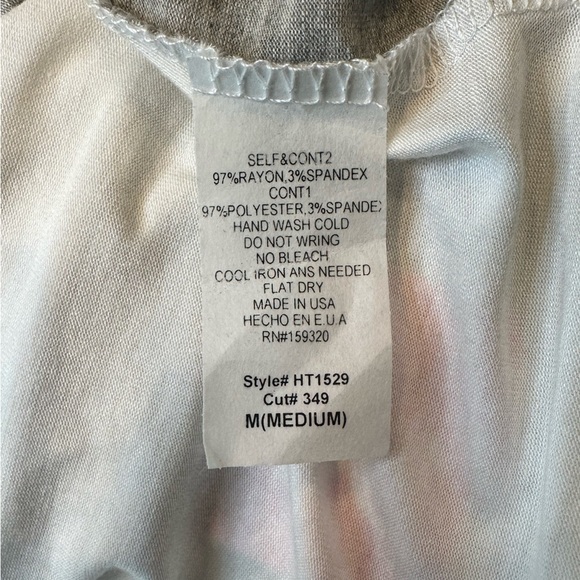 SELF&CONT2
97%RAYON,3%SPANDEX
CONT1
97%POLYESTER,3%SPANDEX
HAND WASH COLD
DO NOT WRING
NO BLEACH
COOL IRON ANS NEEDED
FLAT DRY
MADE IN USA
HECHO EN E.U.A
RN#159320
Style# HT1529
Cut# 349
M(MEDIUM)